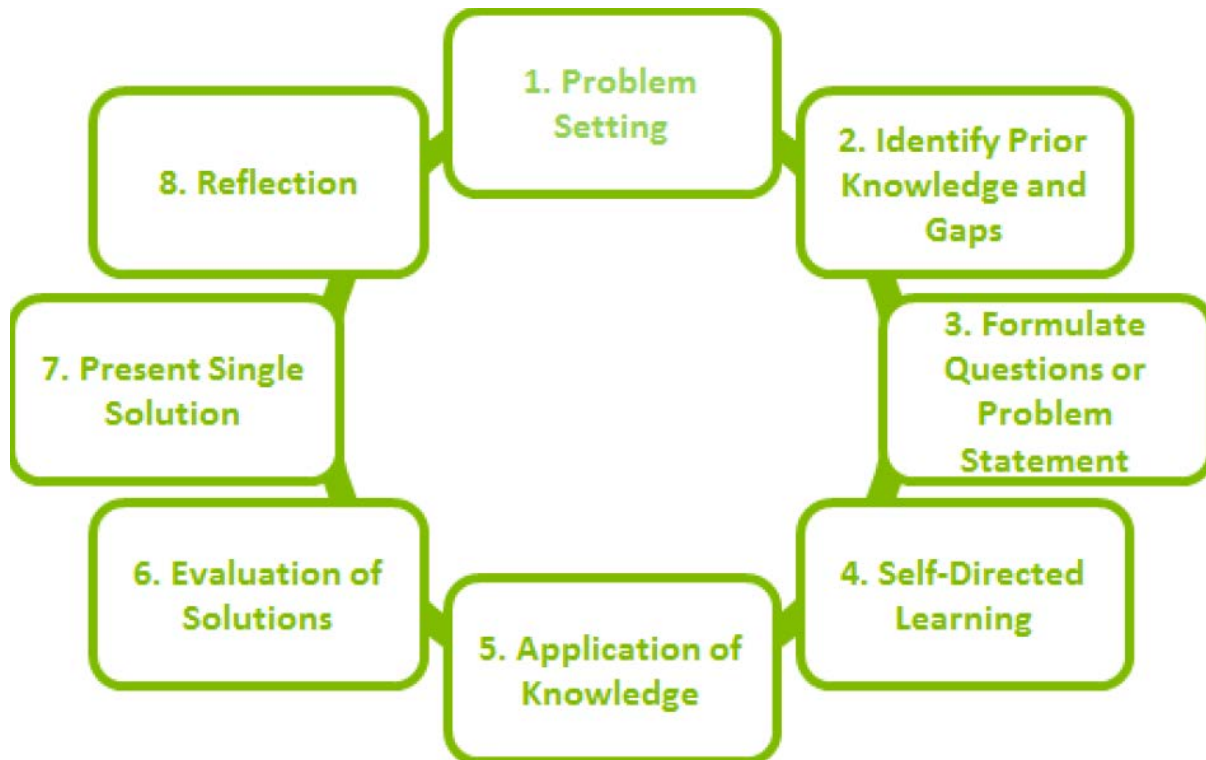 1. Problem
Setting
2. Identify Prior
Knowledge and
Gaps
3. Formulate
Questions or
Problem
Statement
4. Self-Directed
Learning
5. Application of
Knowledge
6. Evaluation of
Solutions
7. Present Single
Solution
8. Reflection